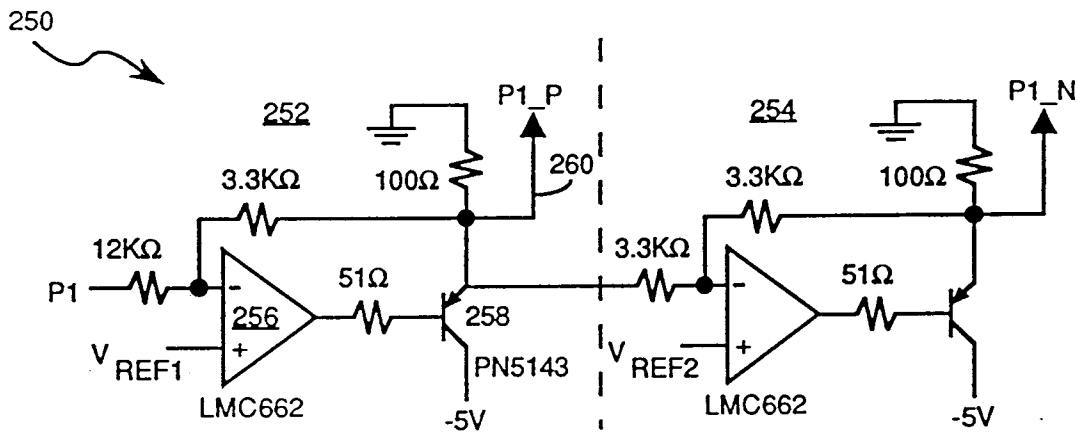 250
252
P1_P
254
P1_N
260
3.3KΩ
100Ω
3.3KΩ
100Ω
12KΩ
3.3KΩ
P1
-
51Ω
-
51Ω
256
258
+
+
V REF1
PN5143
V REF2
LMC662
-5V
LMC662
-5V